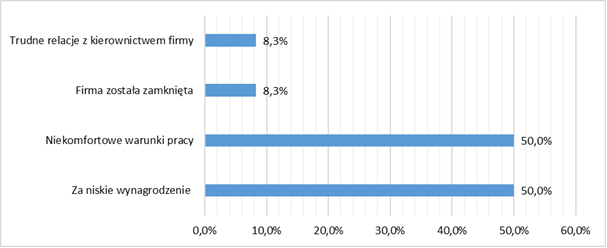 Trudne relacje z kierownictwem firmy
8,3%
Firma została zamknięta
8,3%
Niekomfortowe warunki pracy
50,0%
Za niskie wynagrodzenie
50,0%
0,0% 10,0% 20,0% 30,0% 40,0% 50,0% 60,0%